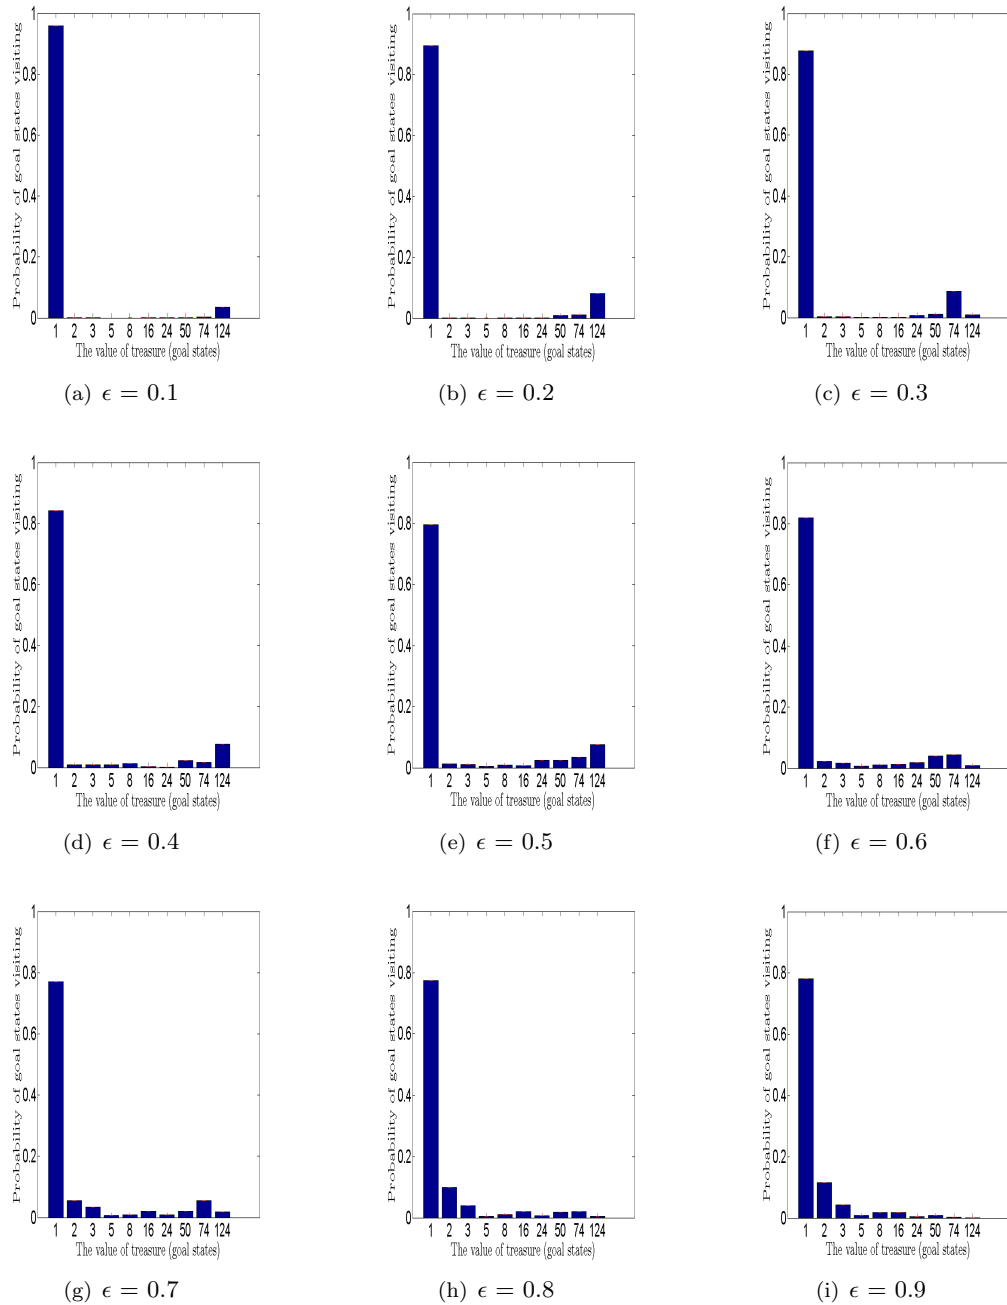 Probability of goal states visiting
1
0.8
0.6
0.4
0.2
0
1 2 3 5 8 16 24 50 74 124
The value of treasure (goal states)
(a) ϵ = 0.1
Probability of goal states visiting
1
0.8
0.6
0.4
0.2
0
1 2 3 5 8 16 24 50 74 124
The value of treasure (goal states)
(b) ϵ = 0.2
Probability of goal states visiting
1
0.8
0.6
0.4
0.2
0
1 2 3 5 8 16 24 50 74 124
The value of treasure (goal states)
(c) ϵ = 0.3
Probability of goal states visiting
1
0.8
0.6
0.4
0.2
0
1 2 3 5 8 16 24 50 74 124
The value of treasure (goal states)
(d) ϵ = 0.4
Probability of goal states visiting
1
0.8
0.6
0.4
0.2
0
1 2 3 5 8 16 24 50 74 124
The value of treasure (goal states)
(e) ϵ = 0.5
Probability of goal states visiting
1
0.8
0.6
0.4
0.2
0
1 2 3 5 8 16 24 50 74 124
The value of treasure (goal states)
(f) ϵ = 0.6
Probability of goal states visiting
1
0.8
0.6
0.4
0.2
0
1 2 3 5 8 16 24 50 74 124
The value of treasure (goal states)
(g) ϵ = 0.7
Probability of goal states visiting
1
0.8
0.6
0.4
0.2
0
1 2 3 5 8 16 24 50 74 124
The value of treasure (goal states)
(h) ϵ = 0.8
Probability of goal states visiting
1
0.8
0.6
0.4
0.2
0
1 2 3 5 8 16 24 50 74 124
The value of treasure (goal states)
(i) ϵ = 0.9